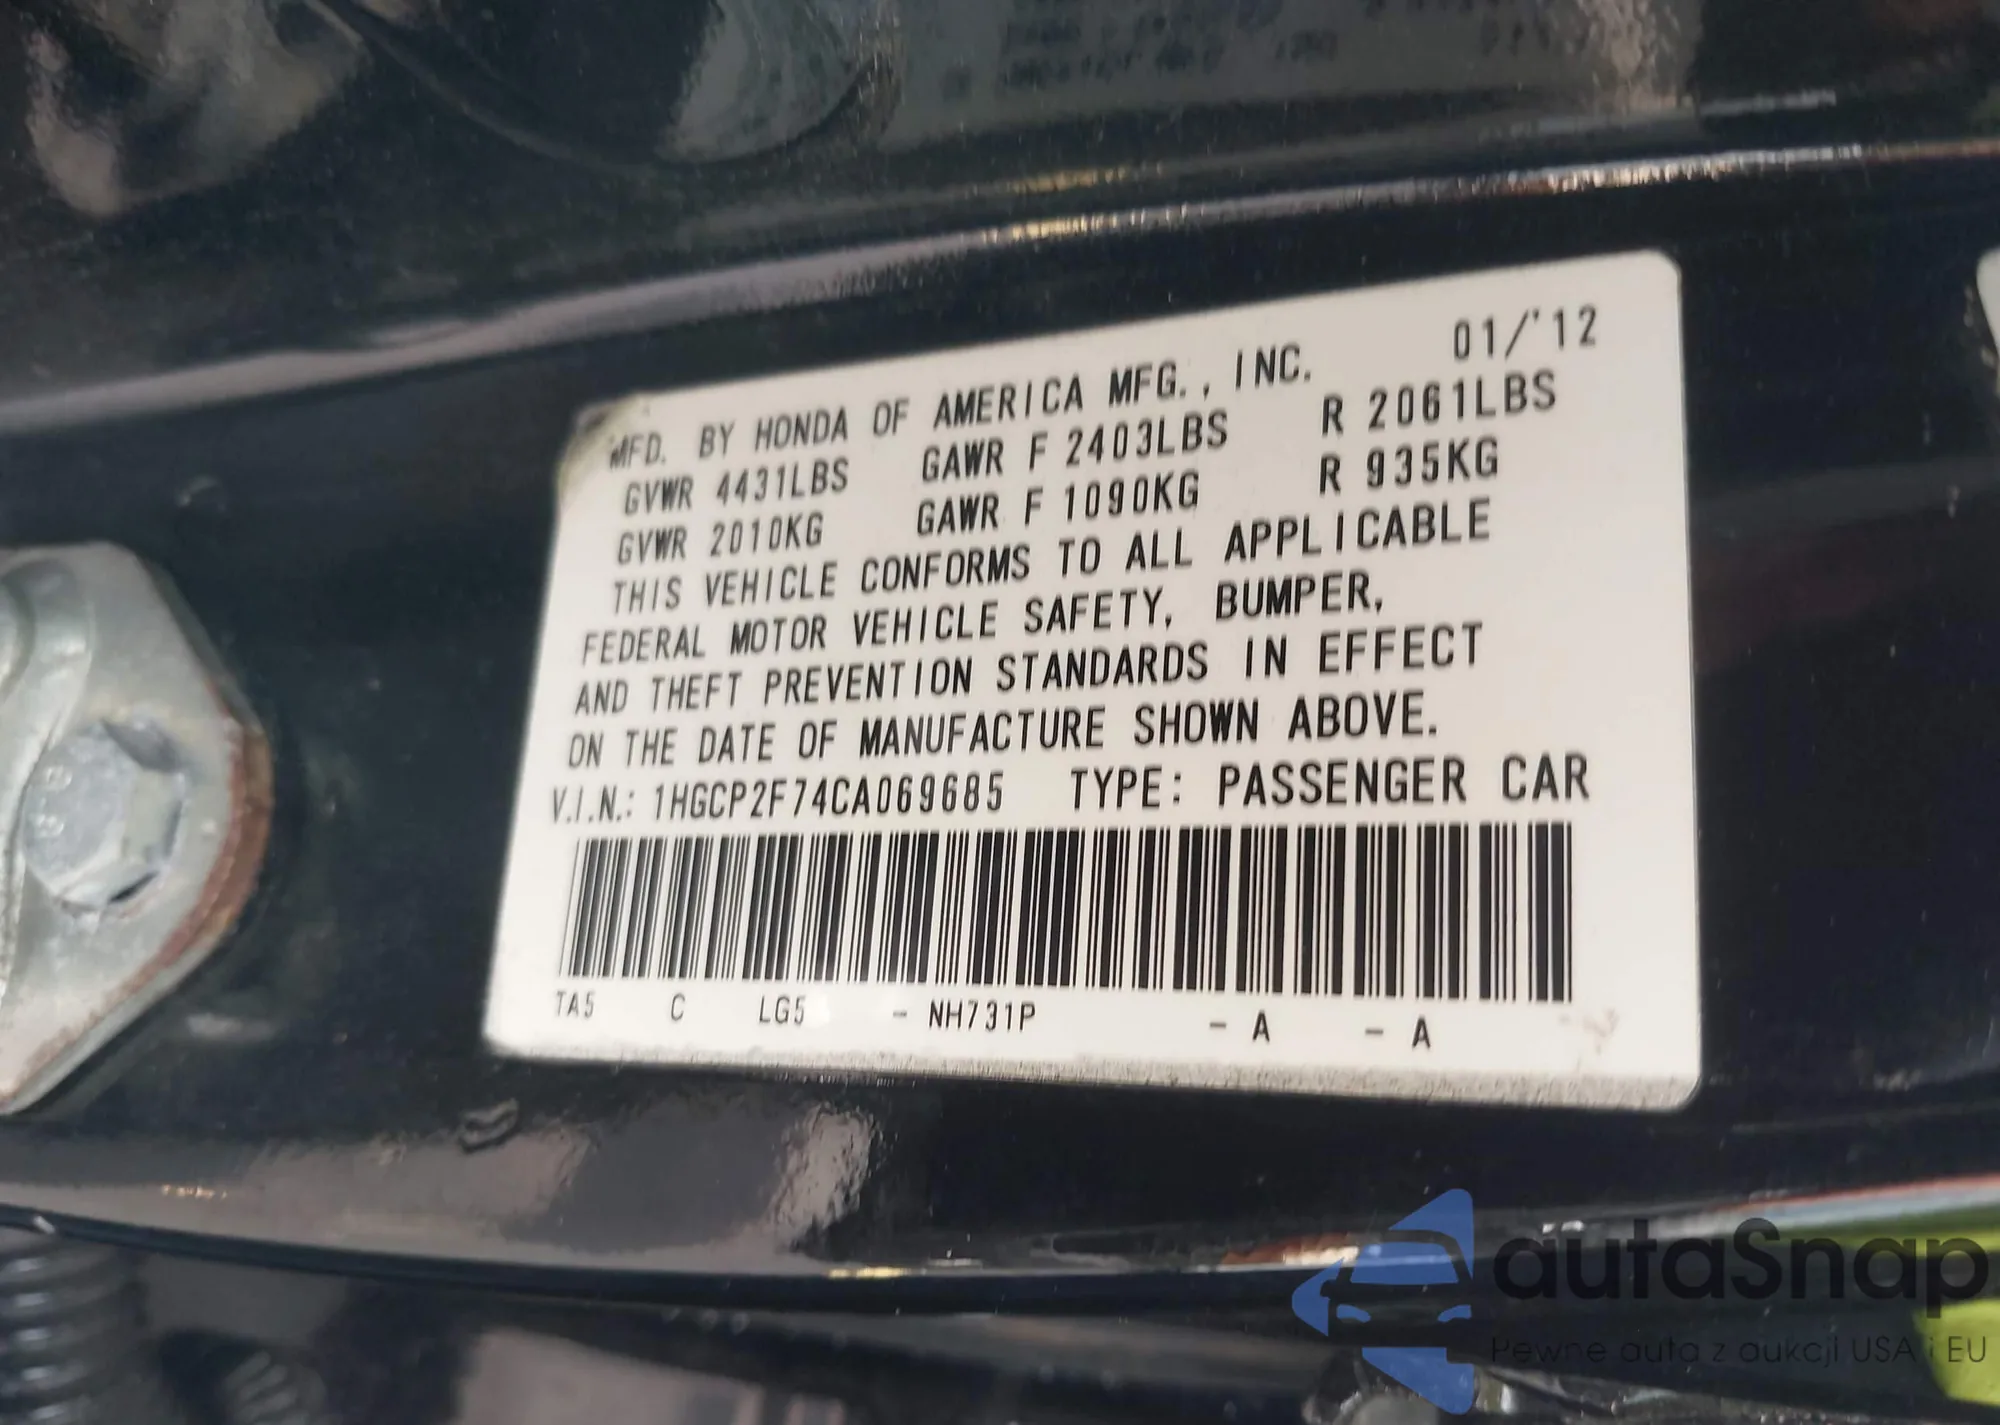 01/'12
MFD. BY HONDA OF AMERICA MFG., INC.
GVWR 4431LBS GAWR F 2403LBS R 2061LBS
GVWR 2010KG GAWR F 1090KG R 935KG
THIS VEHICLE CONFORMS TO ALL APPLICABLE
FEDERAL MOTOR VEHICLE SAFETY, BUMPER,
AND THEFT PREVENTION STANDARDS IN EFFECT
ON THE DATE OF MANUFACTURE SHOWN ABOVE.
V.I.N.: 1HGCP2F74CA069685 TYPE: PASSENGER CAR
TA5 C LG5 - NH731P - A - A
autaSnap
Pewne auta z aukcji USA i EU